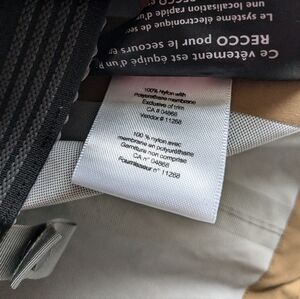 Ce vêtement
est équipé d'un R
RECCO pour le secours en
Le système électronique de sec
une localisation rapide d'u
100% Nylon with
Polyurethane membrane
Exclusive of trim
CA # 04868
Vendor # 11268
100 % nylon avec
membrane en polyuréthane
Garniture non comprise
CA n° 04868
Fournisseur n° 11268